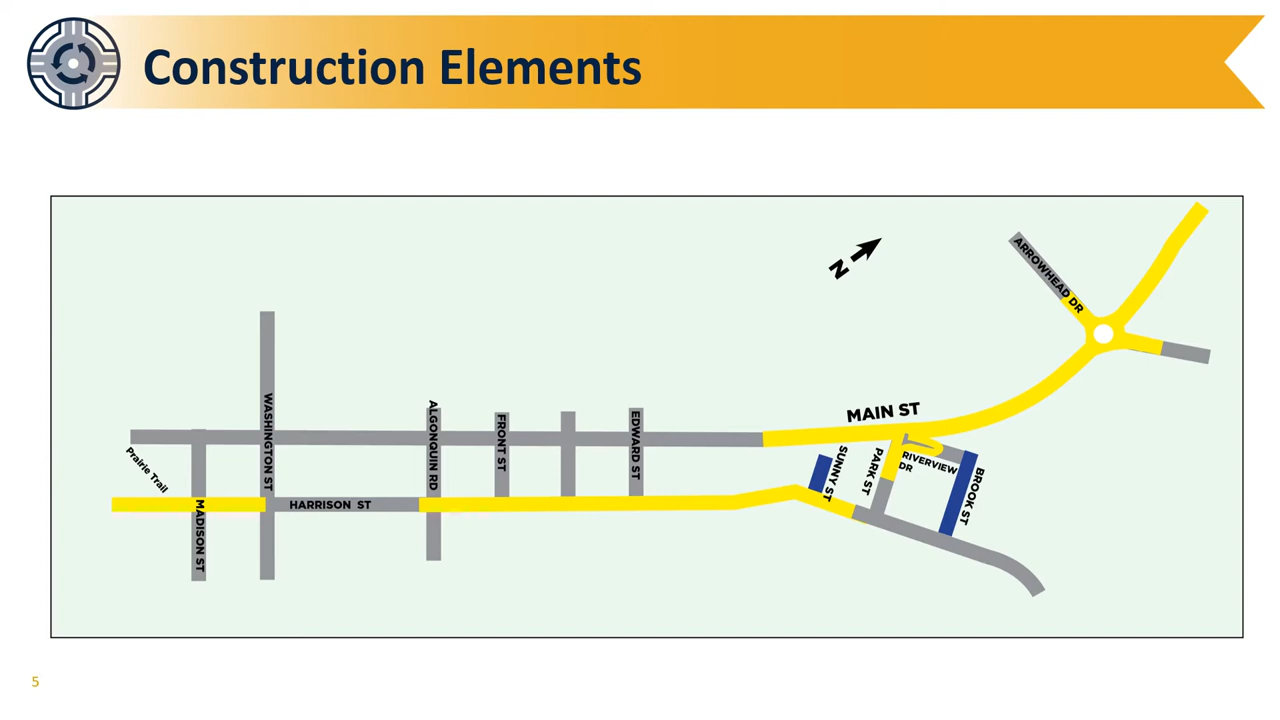 Construction Elements
N
ARROWHEAD DR
MAIN ST
WASHINGTON ST
ALGONQUIN RD
FRONT ST
EDWARD ST
Prairie Trail
SUNNY ST
PARK ST
RIVERVIEW
DR
BROOK ST
HARRISON ST
MADISON ST
5